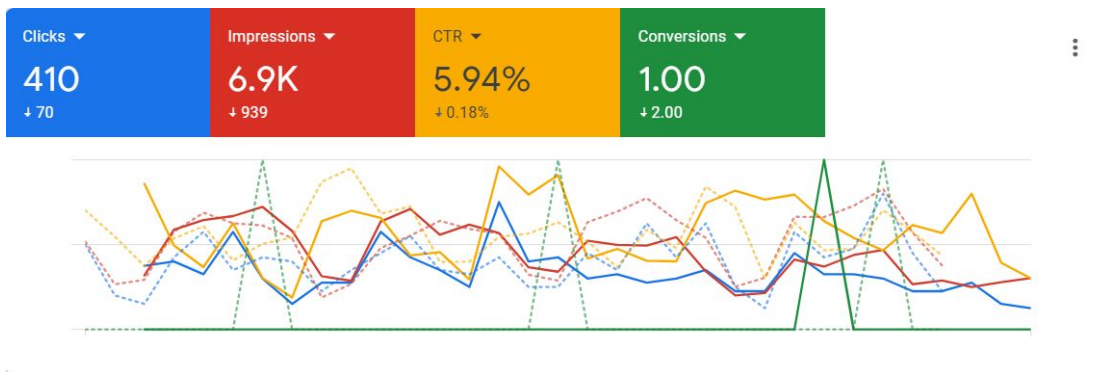 Clicks
410
↓ 70
Impressions
6.9K
↓ 939
CTR
5.94%
↓ 0.18%
Conversions
1.00
↓ 2.00